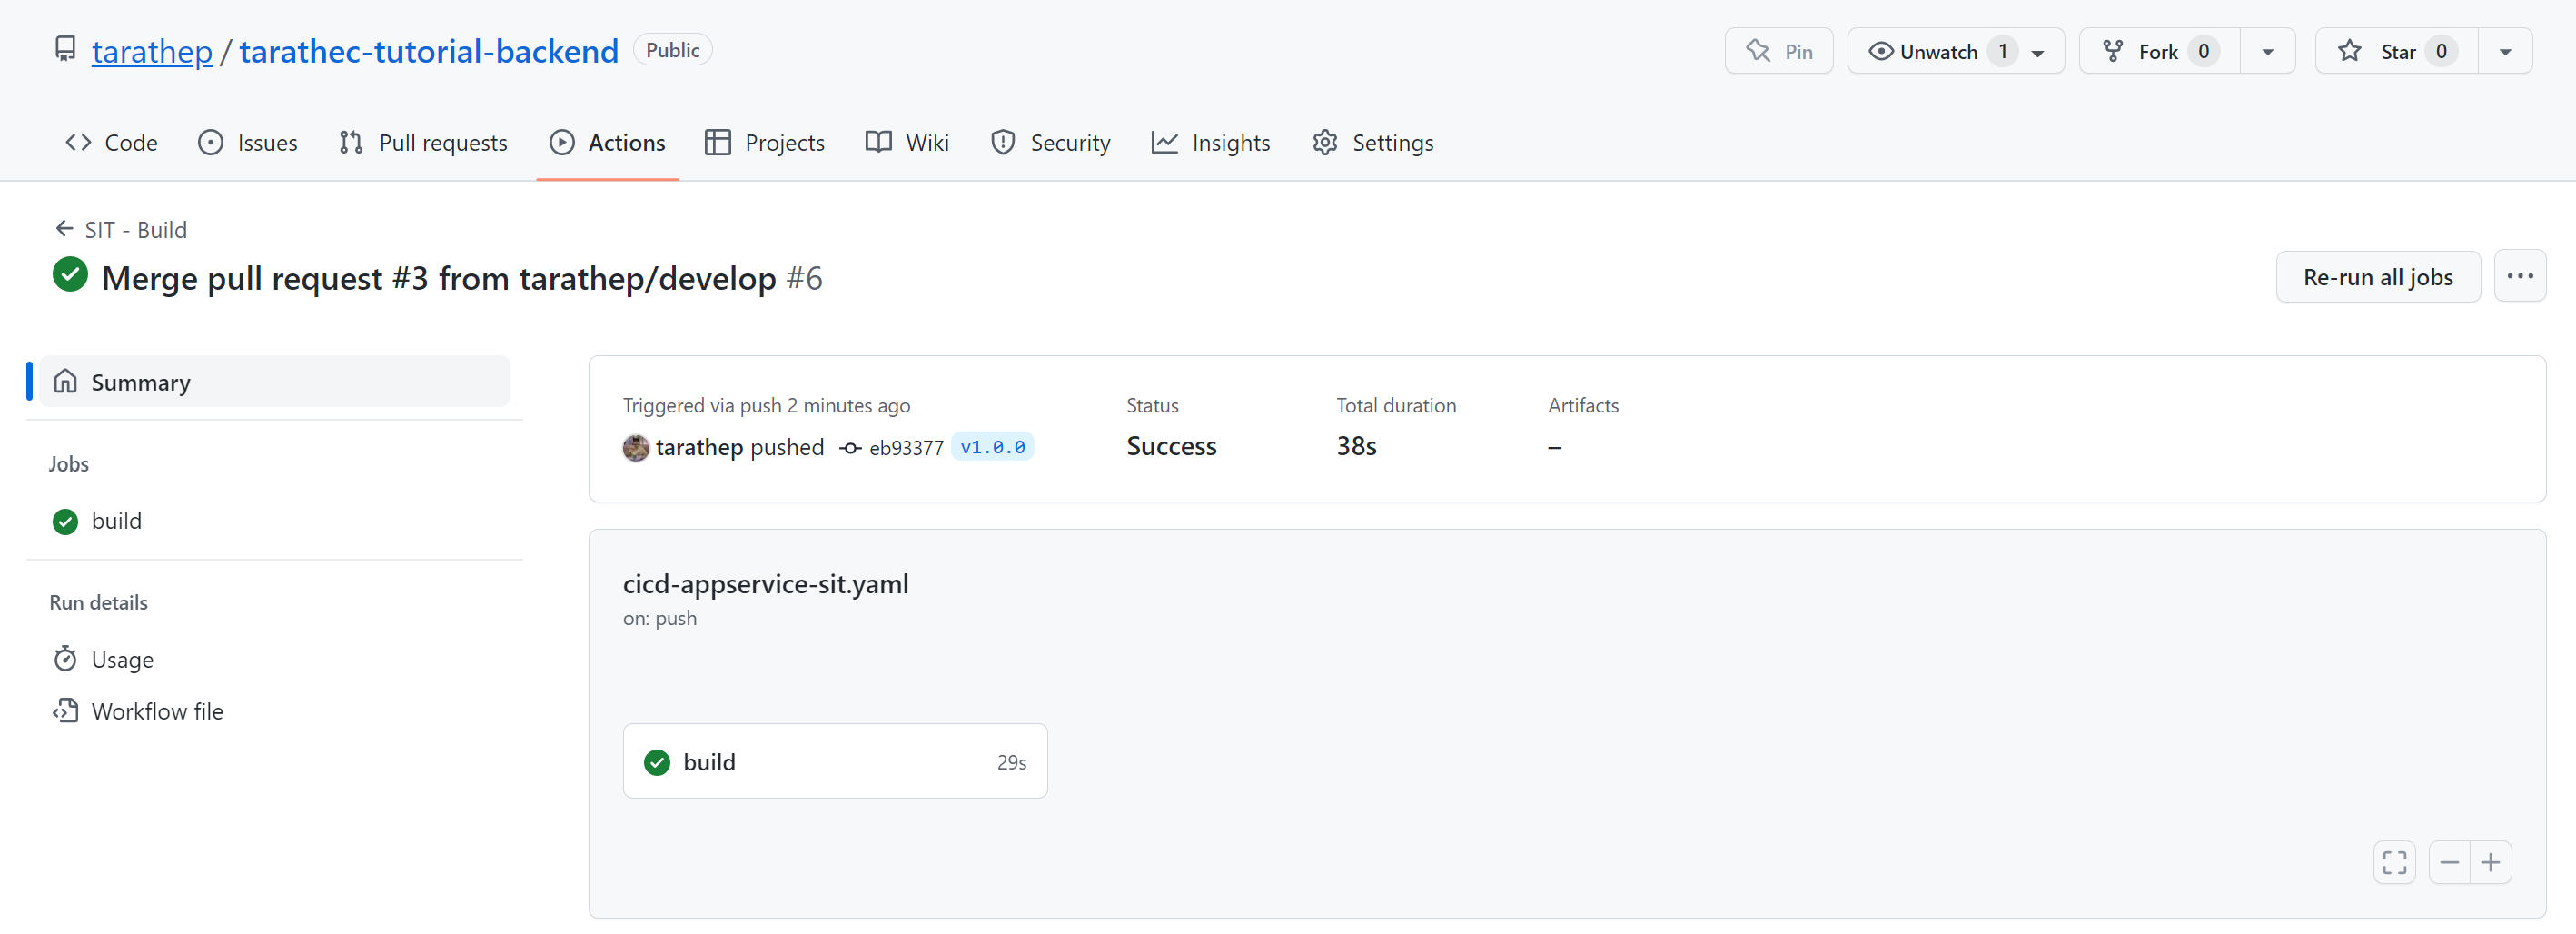 tarathep / tarathec-tutorial-backend Public
Pin Unwatch 1 Fork 0 Star 0
Code Issues Pull requests Actions Projects Wiki Security Insights Settings
SIT - Build
Merge pull request #3 from tarathep/develop #6
Re-run all jobs
Summary
Jobs
build
Run details
Usage
Workflow file
Triggered via push 2 minutes ago
tarathep pushed eb93377 v1.0.0
Status
Success
Total duration
38s
Artifacts
–
cicd-appservice-sit.yaml
on: push
build 29s